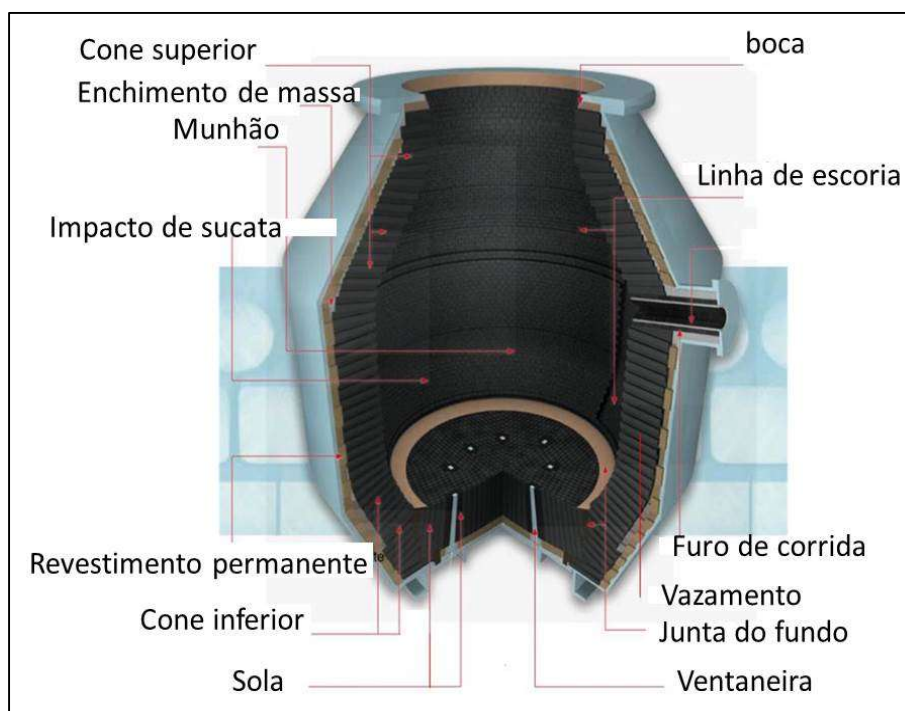 Cone superior
Enchimento de massa
Munhão
Impacto de sucata
Revestimento permanente
Cone inferior
Sola
boca
Linha de escoria
Furo de corrida
Vazamento
Junta do fundo
Ventaneira